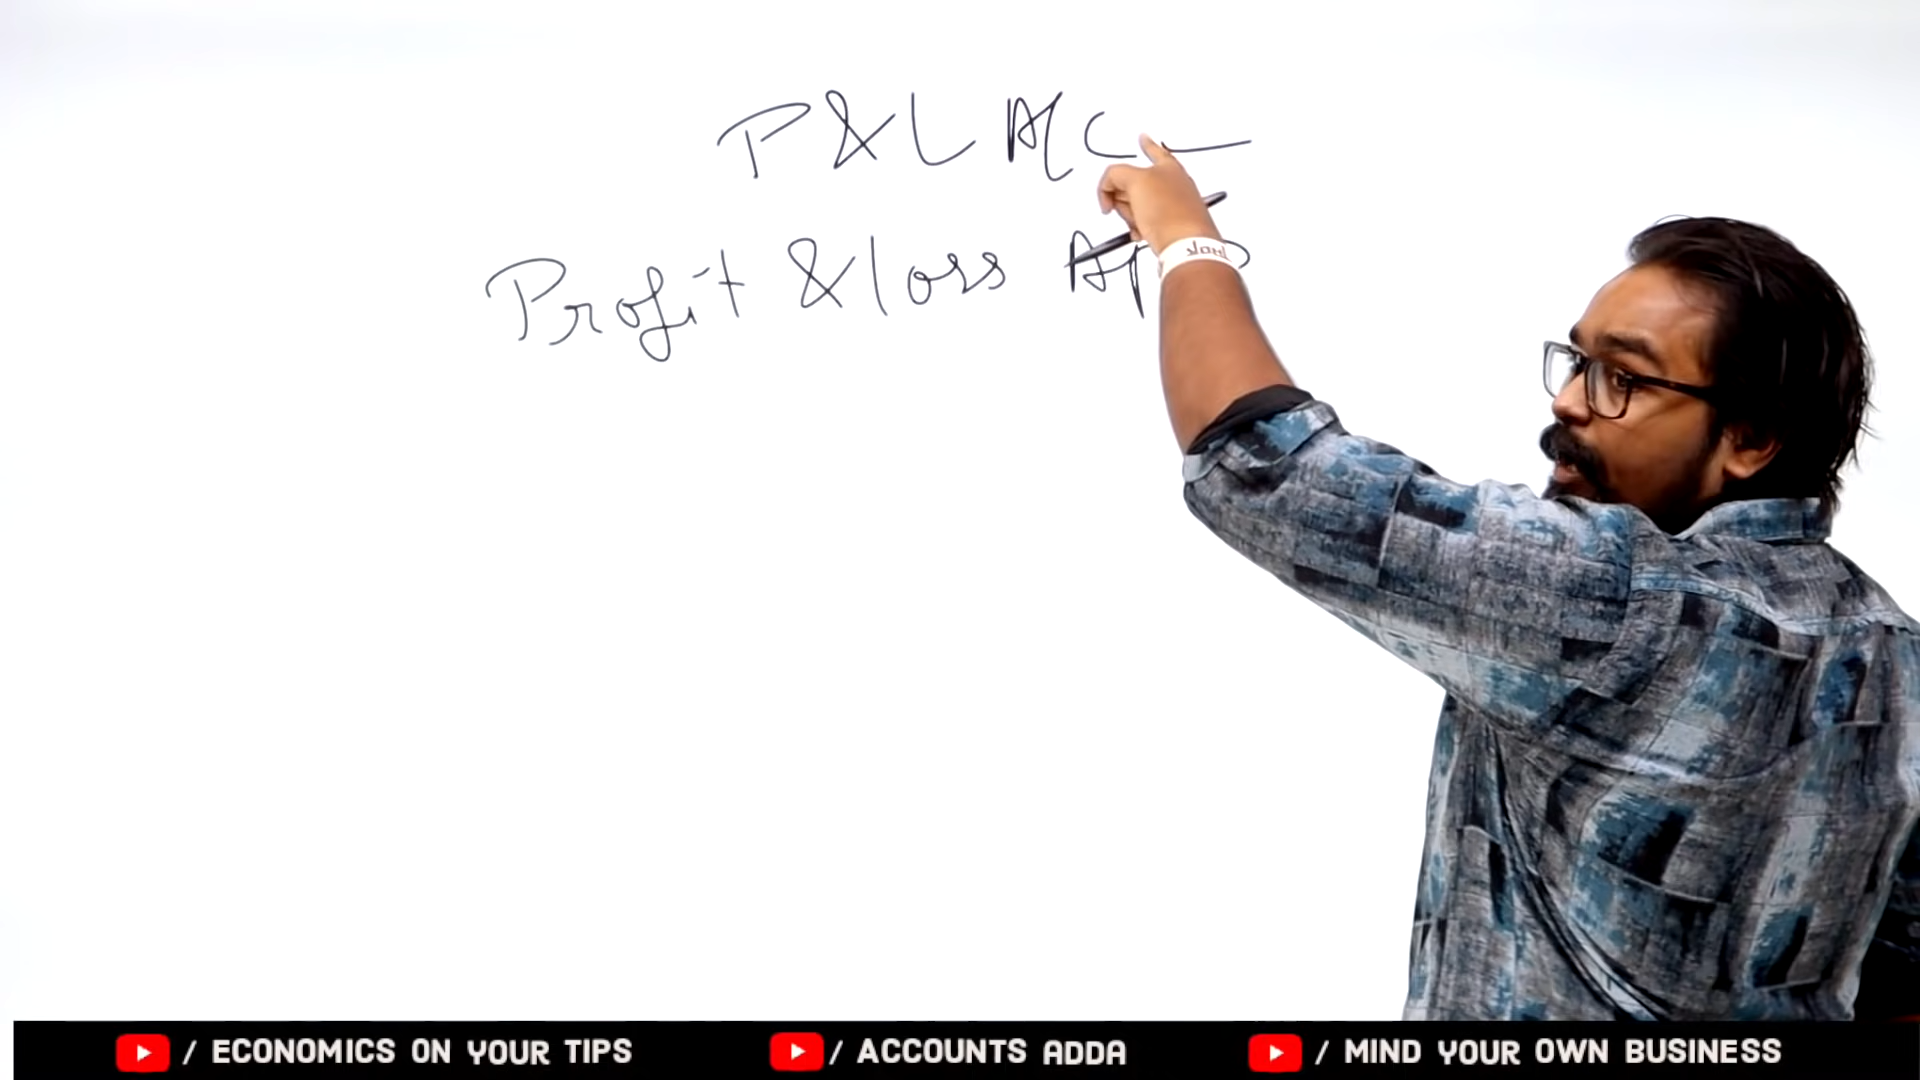 P & L A/C
Profit & loss
/ ECONOMICS ON YOUR TIPS / ACCOUNTS ADDA / MIND YOUR OWN BUSINESS